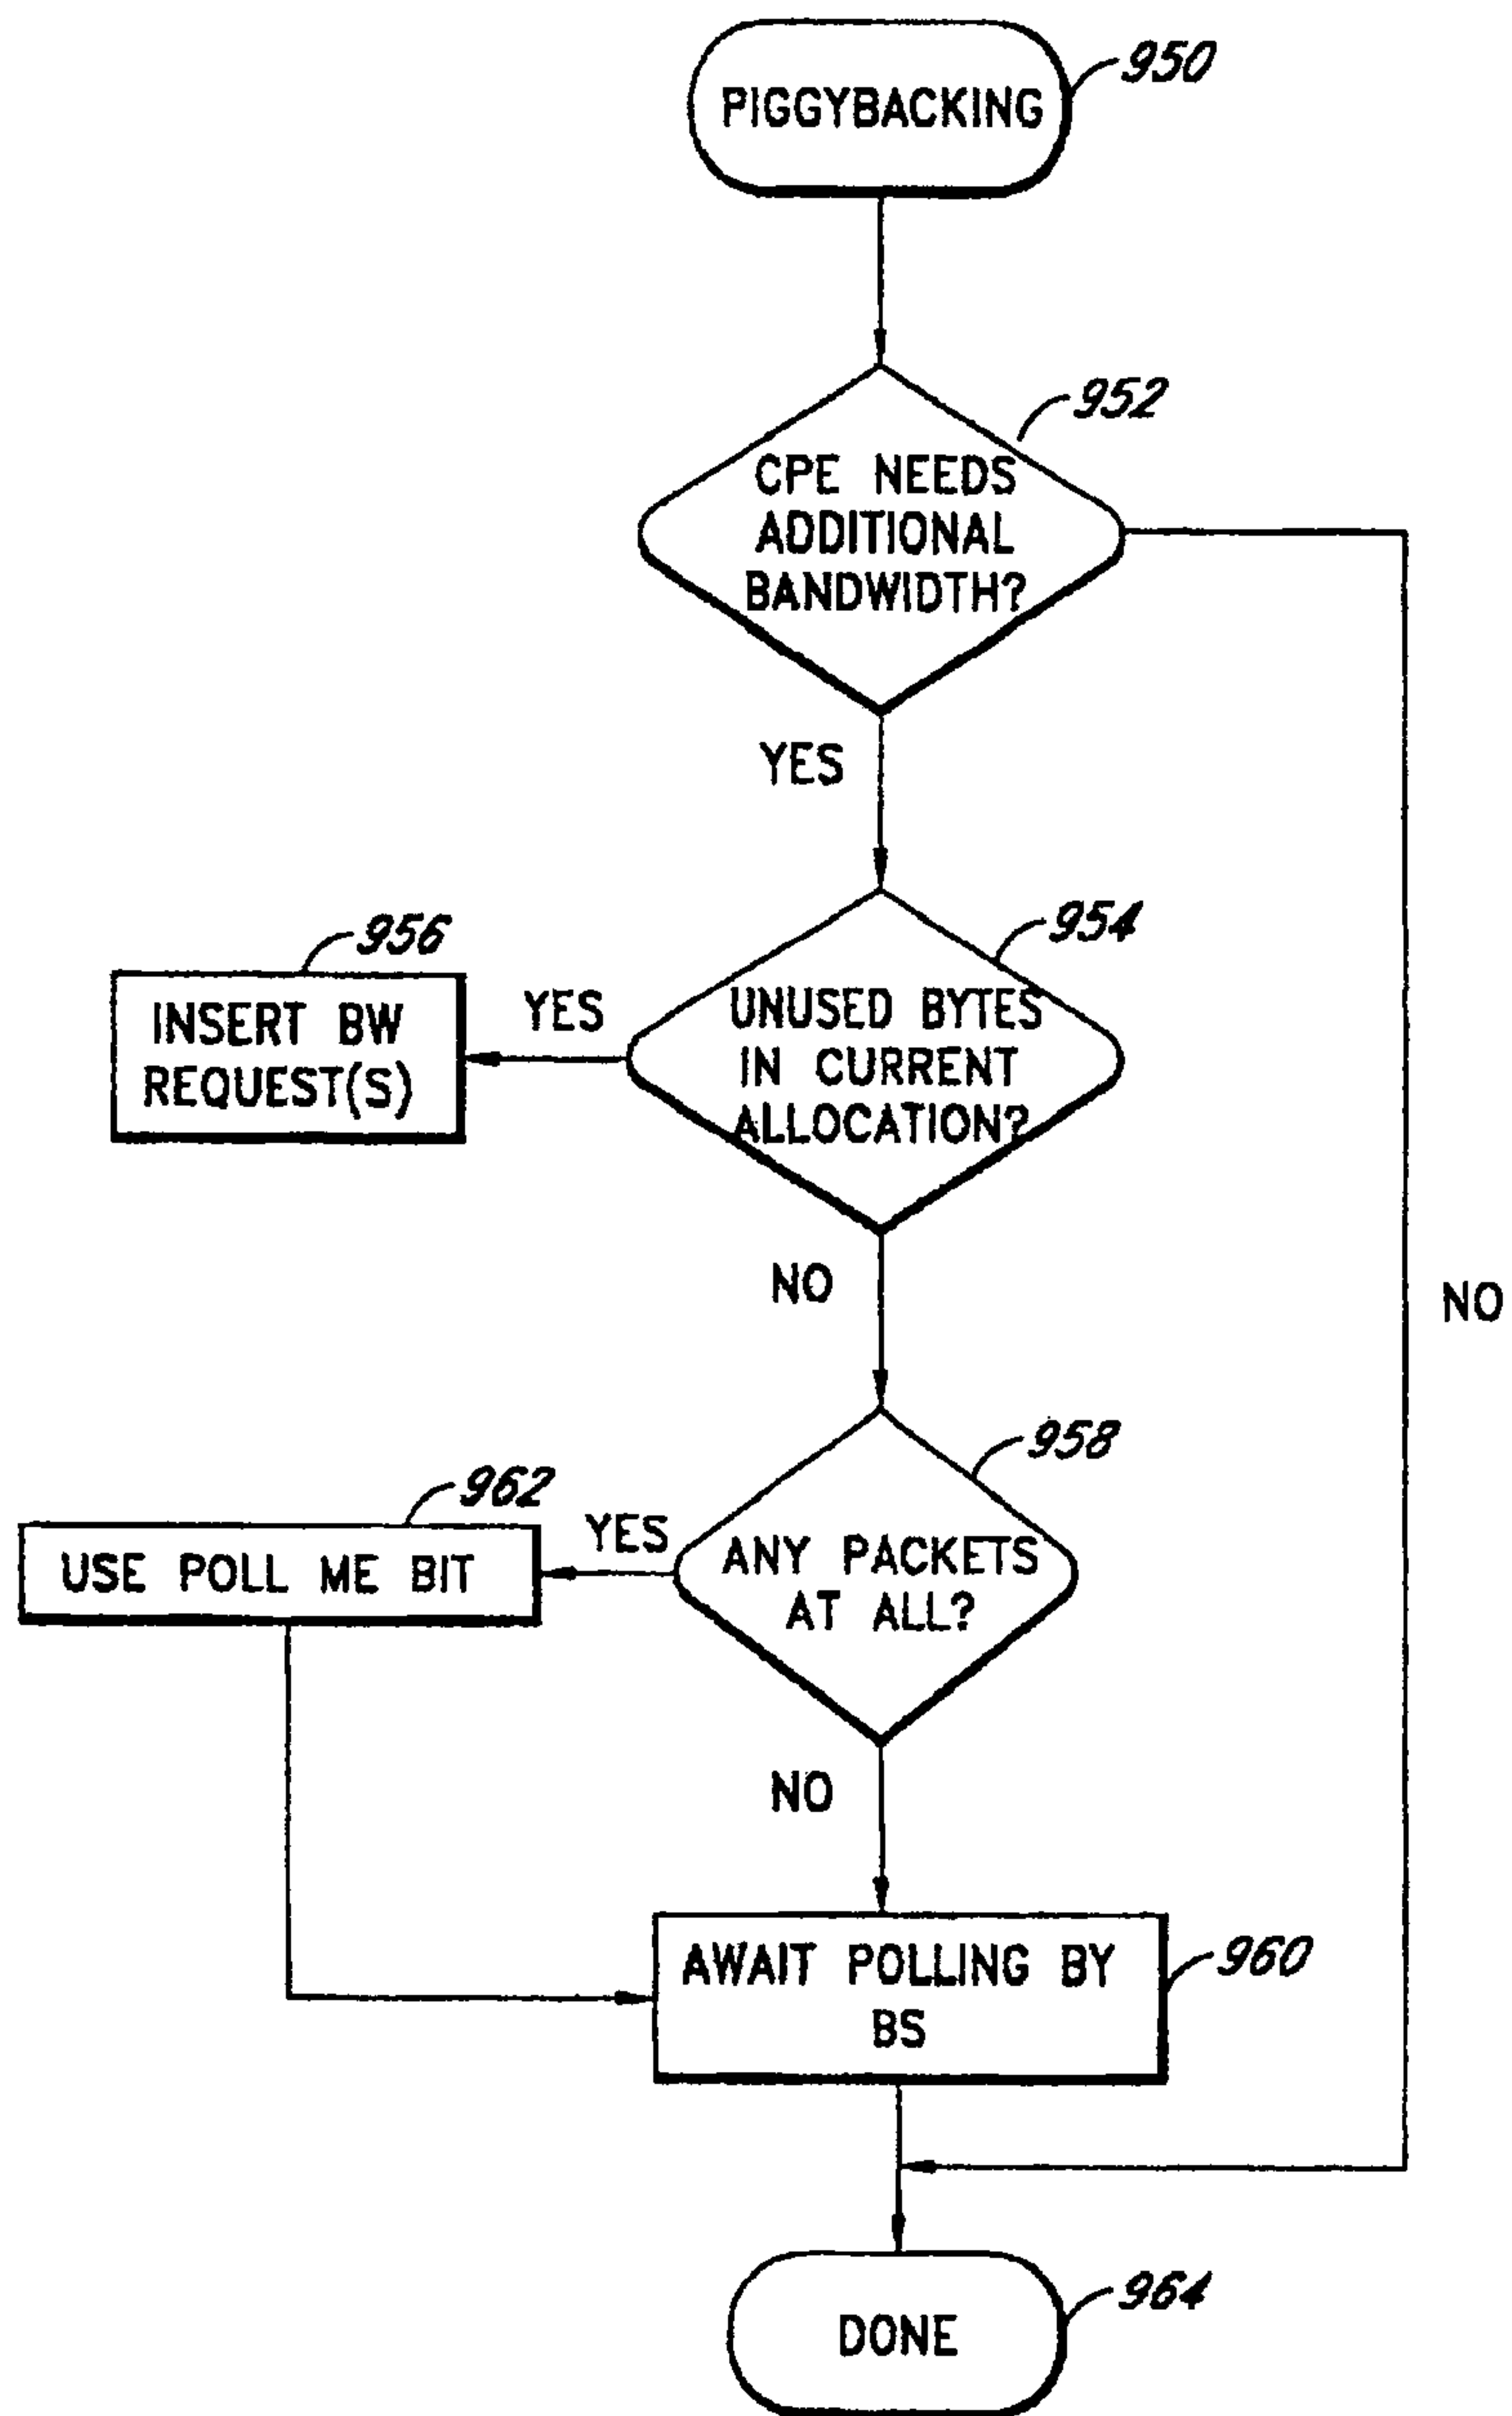 PIGGYBACKING
950
952
CPE NEEDS
ADDITIONAL
BANDWIDTH?
YES
954
956
UNUSED BYTES
IN CURRENT
ALLOCATION?
YES
INSERT BW
REQUEST(S)
NO
NO
958
962
ANY PACKETS
AT ALL?
YES
USE POLL ME BIT
NO
AWAIT POLLING BY
BS
960
964
DONE